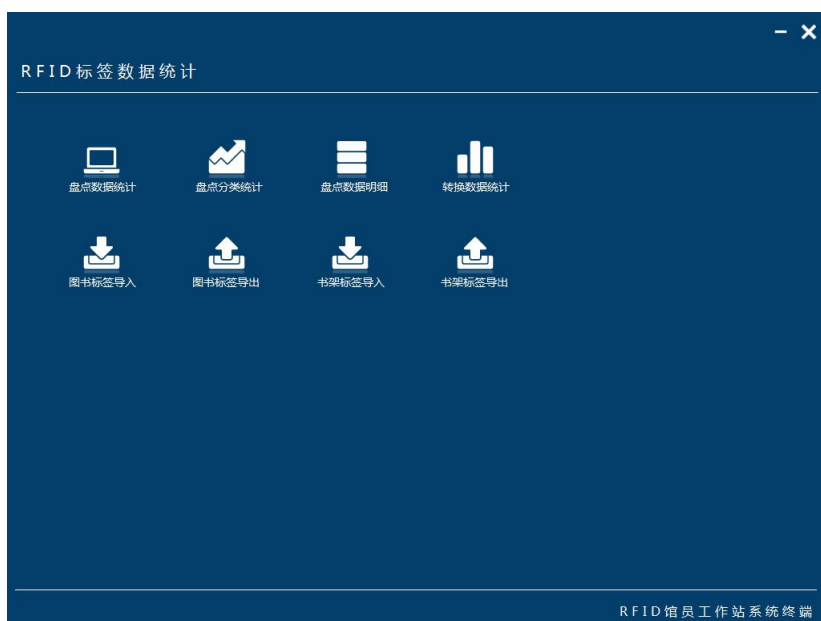 RFID标签数据统计
盘点数据统计 盘点分类统计 盘点数据明细 转换数据统计
图书标签导入 图书标签导出 书架标签导入 书架标签导出
RFID馆员工作站系统终端